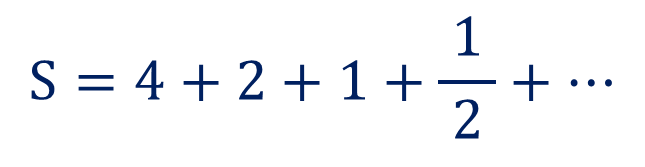 S = 4 + 2 + 1 + 1/2 + ⋯